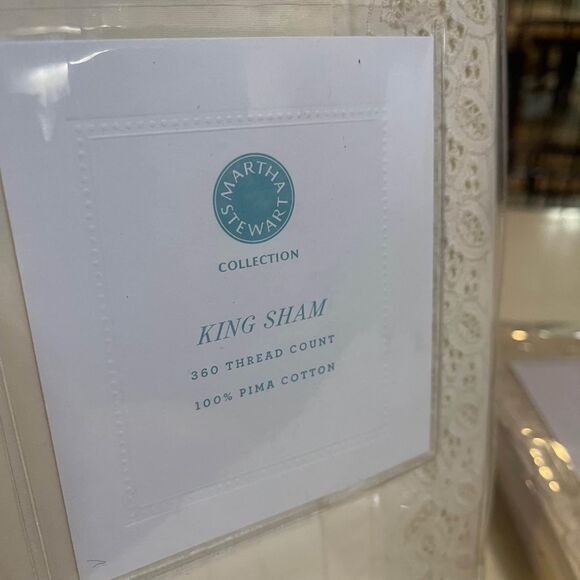 MARTHA
STEWART
COLLECTION
KING SHAM
360 THREAD COUNT
100% PIMA COTTON